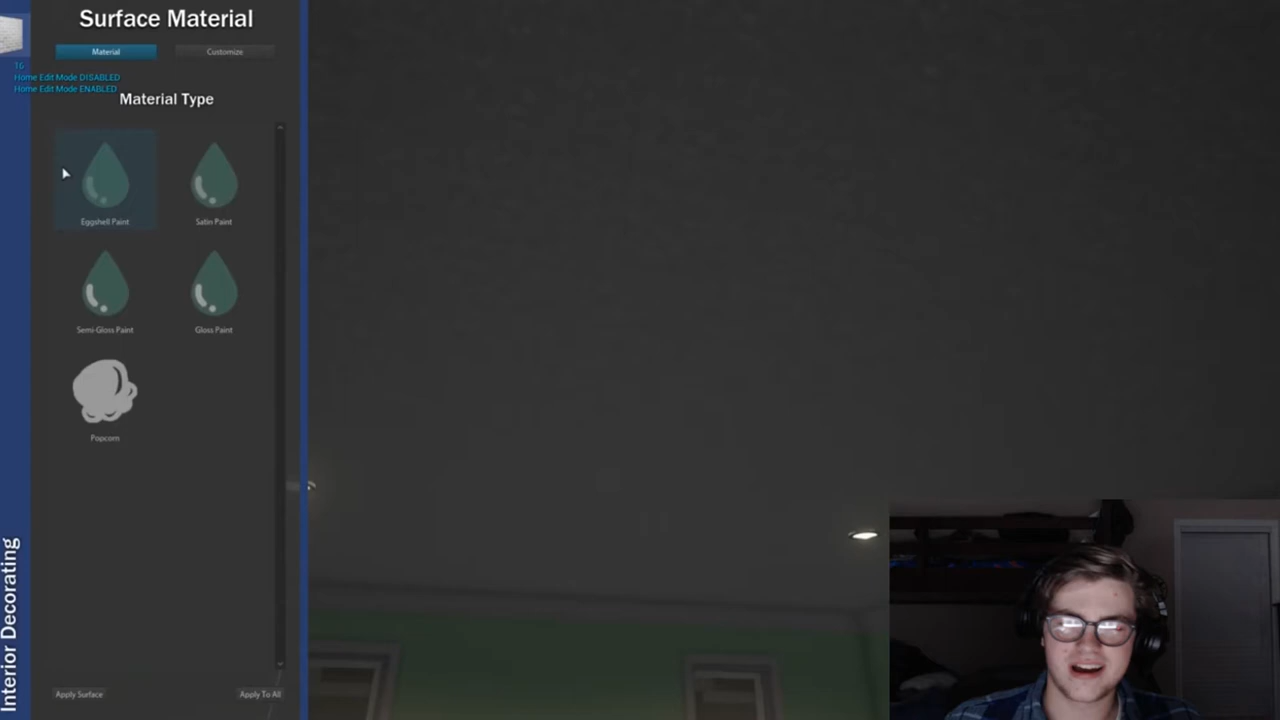 Surface Material
Material
Customize
16
Home Edit Mode DISABLED
Home Edit Mode ENABLED
Material Type
Eggshell Paint
Satin Paint
Semi-Gloss Paint
Gloss Paint
Popcorn
Interior Decorating
Apply Surface
Apply To All